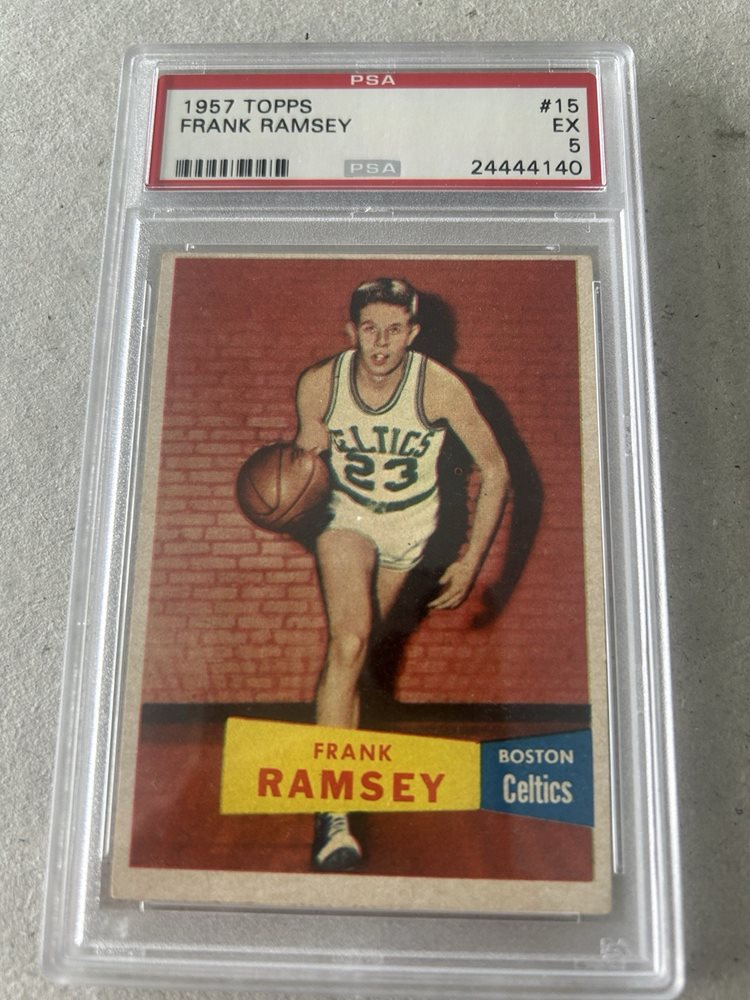 PSA
1957 TOPPS #15
FRANK RAMSEY EX
5
PSA 24444140
CELTICS
23
FRANK
RAMSEY
BOSTON
Celtics